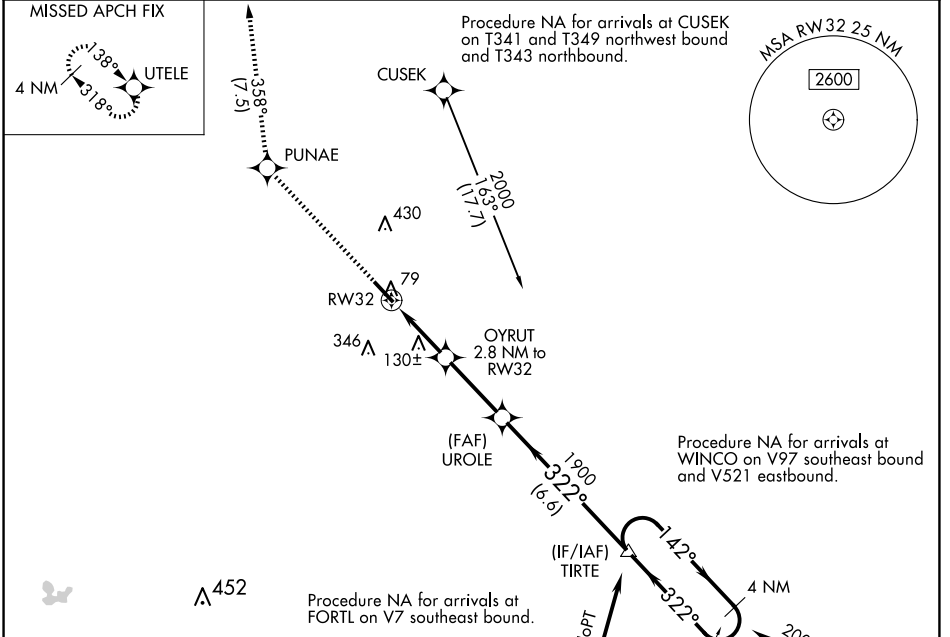 MISSED APCH FIX
138°
UTELE
4 NM
318°
358°
(7.5)
Procedure NA for arrivals at CUSEK
on T341 and T349 northwest bound
and T343 northbound.
MSA RW32 25 NM
2600
CUSEK
PUNAE
2000
163°
(17.7)
430
79
RW32
346
130±
OYRUT
2.8 NM to
RW32
(FAF)
UROLE
1900
322°
(6.6)
Procedure NA for arrivals at
WINCO on V97 southeast bound
and V521 eastbound.
142°
(IF/IAF)
TIRTE
4 NM
322°
452
Procedure NA for arrivals at
FORTL on V7 southeast bound.
oPT
200